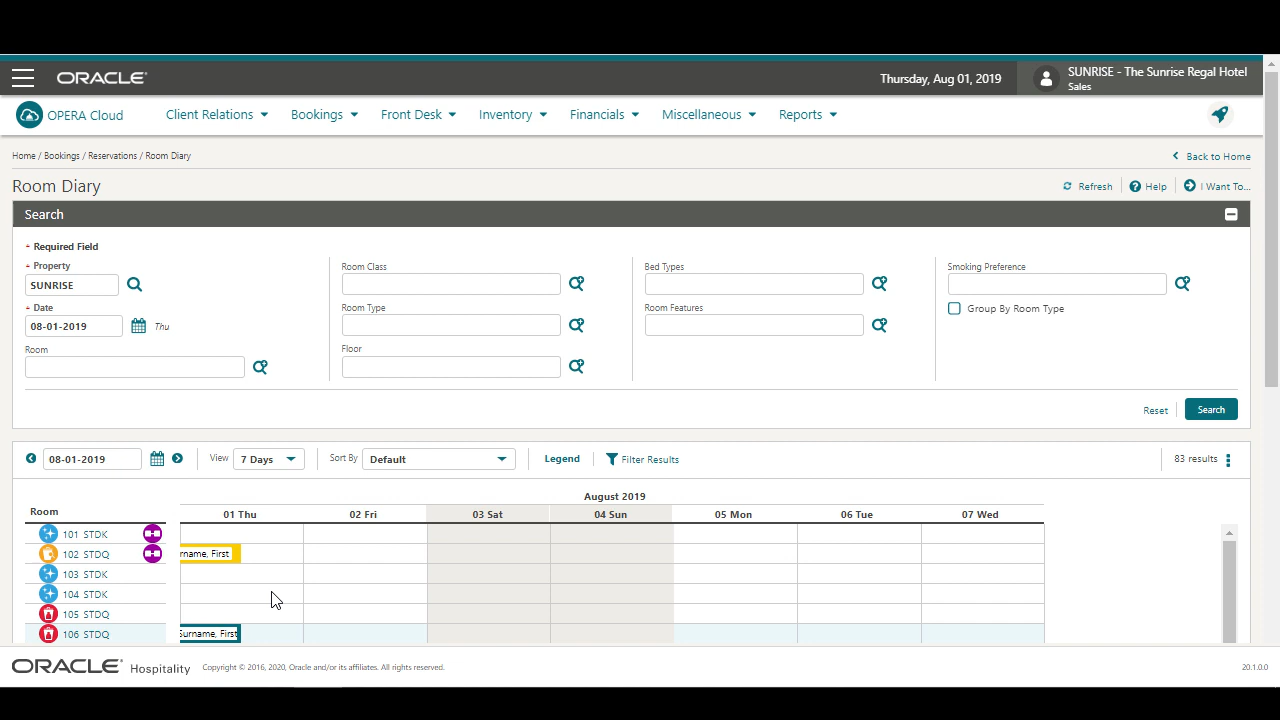 ORACLE
Thursday, Aug 01, 2019
SUNRISE - The Sunrise Regal Hotel
Sales
OPERA Cloud
Client Relations
Bookings
Front Desk
Inventory
Financials
Miscellaneous
Reports
Home / Bookings / Reservations / Room Diary
Back to Home
Room Diary
Refresh
Help
I Want To...
Search
Required Field
Property
SUNRISE
Date
08-01-2019
Thu
Room
Room Class
Room Type
Floor
Bed Types
Room Features
Smoking Preference
Group By Room Type
Reset
Search
08-01-2019
View
7 Days
Sort By
Default
Legend
Filter Results
83 results
August 2019
Room
01 Thu
02 Fri
03 Sat
04 Sun
05 Mon
06 Tue
07 Wed
101 STDK
102 STDQ
rname, First
103 STDK
104 STDK
105 STDQ
106 STDQ
Surname, First
ORACLE Hospitality
Copyright © 2016, 2020, Oracle and/or its affiliates. All rights reserved.
20.1.0.0